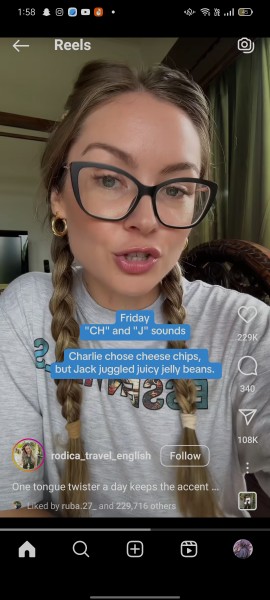 1:58
Reels
Friday
"CH" and "J" sounds
Charlie chose cheese chips,
but Jack juggled juicy jelly beans.
229K
340
108K
rodica_travel_english
Follow
One tongue twister a day keeps the accent ...
Liked by ruba.27_ and 229,716 others